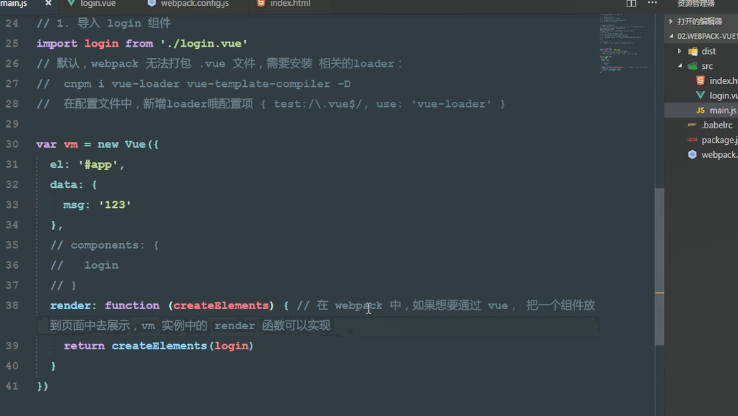 main.js
login.vue
webpack.config.js
index.html
资源管理器
24 // 1. 导入 login 组件
25 import login from './login.vue'
26 // 默认，webpack 无法打包 .vue 文件，需要安装 相关的loader：
27 //  cnpm i vue-loader vue-template-compiler -D
28 //  在配置文件中，新增loader哦配置项 { test:/\.vue$/, use: 'vue-loader' }
29
30 var vm = new Vue({
31   el: '#app',
32   data: {
33     msg: '123'
34   },
35   // components: {
36   //   login
37   // }
38   render: function (createElements) { // 在 webpack 中，如果想要通过 vue， 把一个组件放
到页面中去展示，vm 实例中的 render 函数可以实现
39     return createElements(login)
40   }
41 })
打开的编辑器
02.WEBPACK-VUE
dist
src
index.h
login.vu
main.js
.babelrc
package.j
webpack.